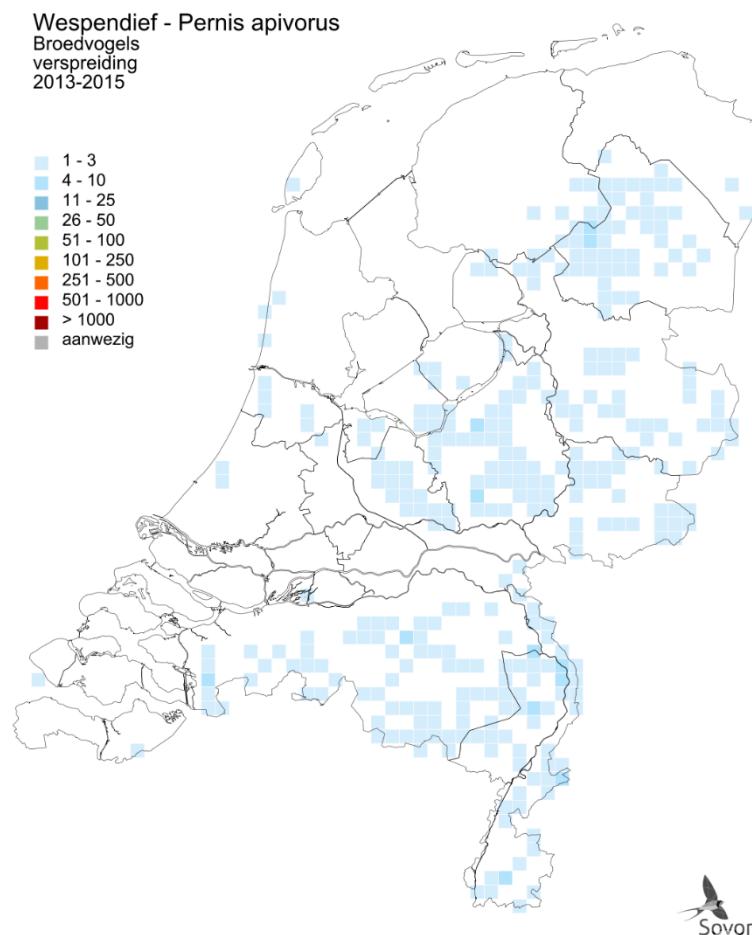 Wespendief - Pernis apivorus
Broedvogels
verspreiding
2013-2015
1 - 3
4 - 10
11 - 25
26 - 50
51 - 100
101 - 250
251 - 500
501 - 1000
> 1000
aanwezig
Sovon